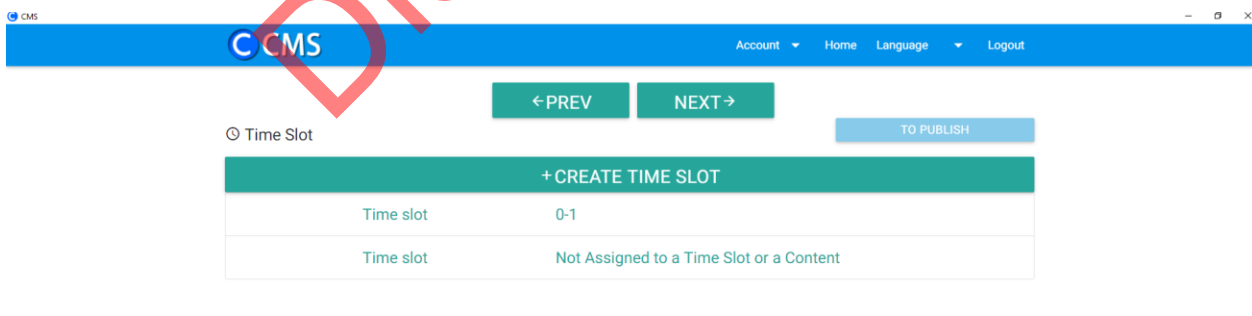 CMS
C CMS
Account Home Language Logout
←PREV NEXT→
Time Slot
TO PUBLISH
+CREATE TIME SLOT
Time slot 0-1
Time slot Not Assigned to a Time Slot or a Content